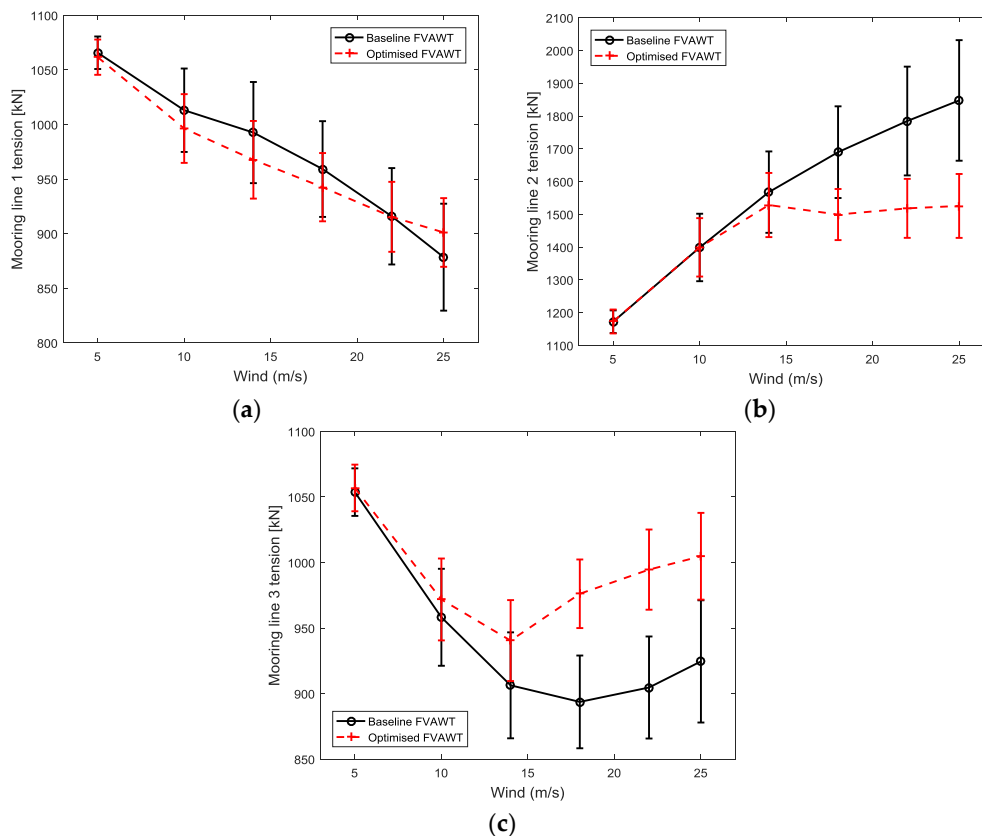 1100
1050
1000
950
900
850
800
Mooring line 1 tension [kN]
Baseline FVAWT
Optimised FVAWT
5 10 15 20 25
Wind (m/s)
(a)
2100
2000
1900
1800
1700
1600
1500
1400
1300
1200
1100
Mooring line 2 tension [kN]
Baseline FVAWT
Optimised FVAWT
5 10 15 20 25
Wind (m/s)
(b)
1100
1050
1000
950
900
850
Mooring line 3 tension [kN]
Baseline FVAWT
Optimised FVAWT
5 10 15 20 25
Wind (m/s)
(c)